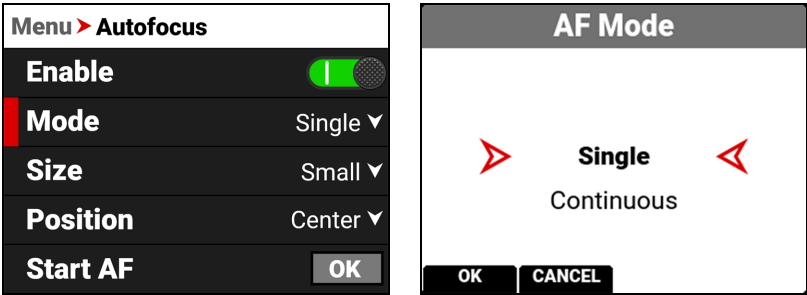 Menu > Autofocus
Enable
Mode Single
Size Small
Position Center
Start AF OK
AF Mode
Single
Continuous
OK CANCEL